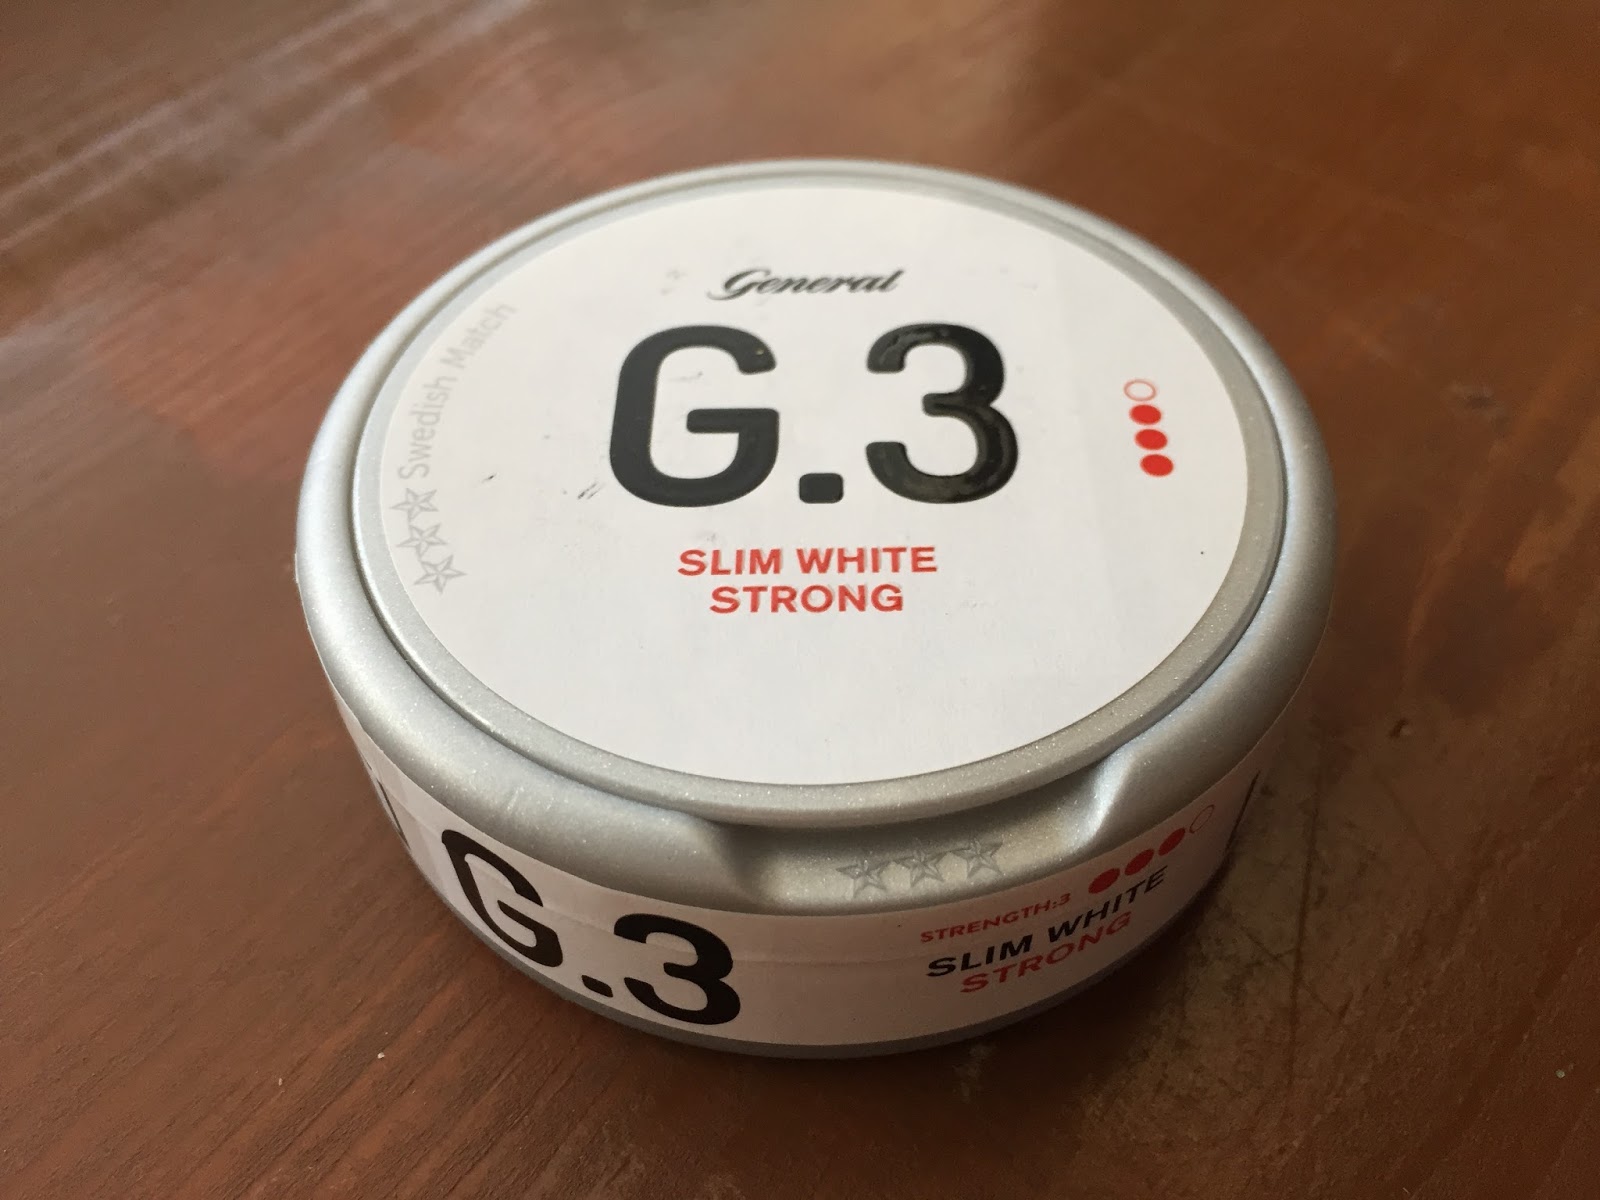 General
G.3
SLIM WHITE
STRONG
Swedish Match
G.3
STRENGTH:3
SLIM WHITE
STRONG